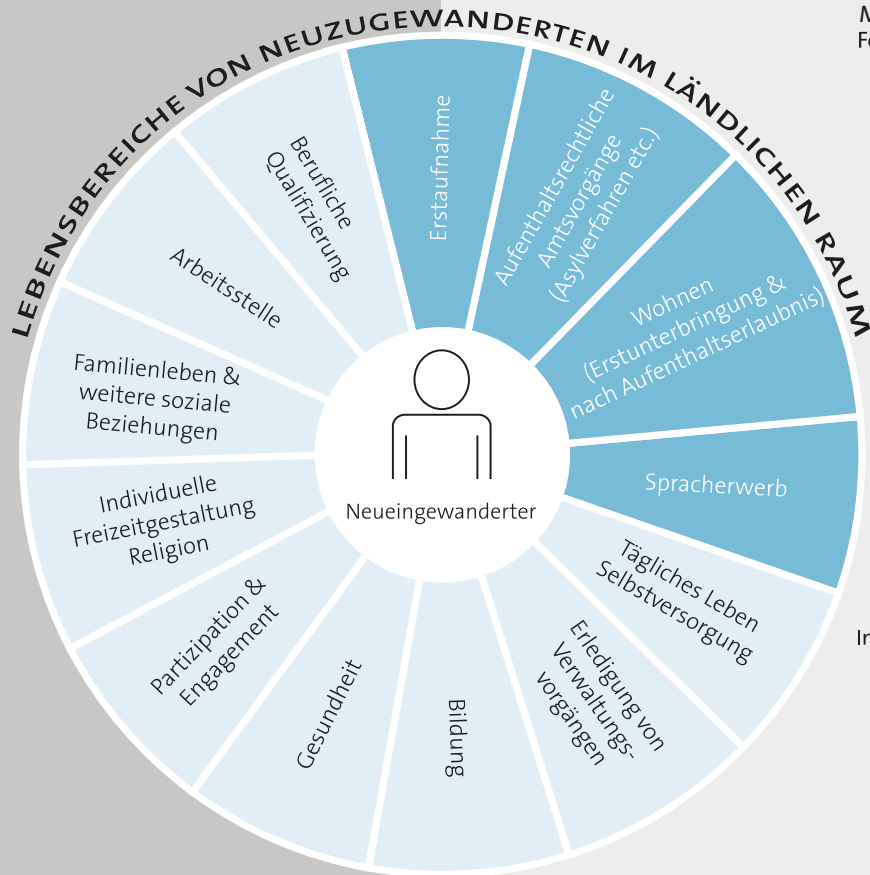 LEBENSBEREICHE VON NEUZUGEWANDERTEN IM LÄNDLICHEN RAUM
Erstaufnahme
Aufenthaltsrechtliche
Amtsvorgänge
(Asylverfahren etc.)
Wohnen
(Erstunterbringung &
nach Aufenthaltserlaubnis)
Spracherwerb
Tägliches Leben
Selbstversorgung
Erledigung von
Verwaltungs-
vorgängen
Bildung
Gesundheit
Partizipation &
Engagement
Individuelle
Freizeitgestaltung
Religion
Familienleben &
weitere soziale
Beziehungen
Arbeitsstelle
Berufliche
Qualifizierung
Neueingewanderter